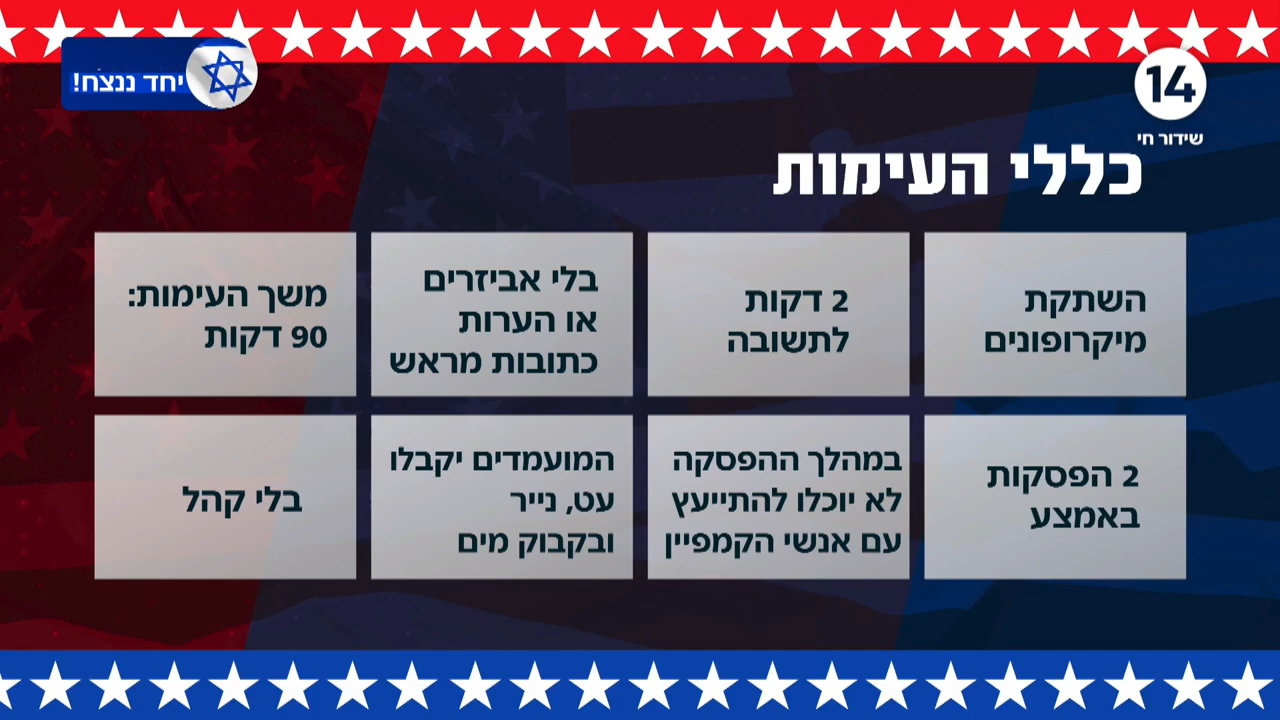 יחד ננצח!
14
שידור חי
כללי העימות
השתקת
מיקרופונים
2 דקות
לתשובה
בלי אביזרים
או הערות
כתובות מראש
משך העימות:
90 דקות
2 הפסקות
באמצע
במהלך ההפסקה
לא יוכלו להתייעץ
עם אנשי הקמפיין
המועמדים יקבלו
עט, נייר
ובקבוק מים
בלי קהל